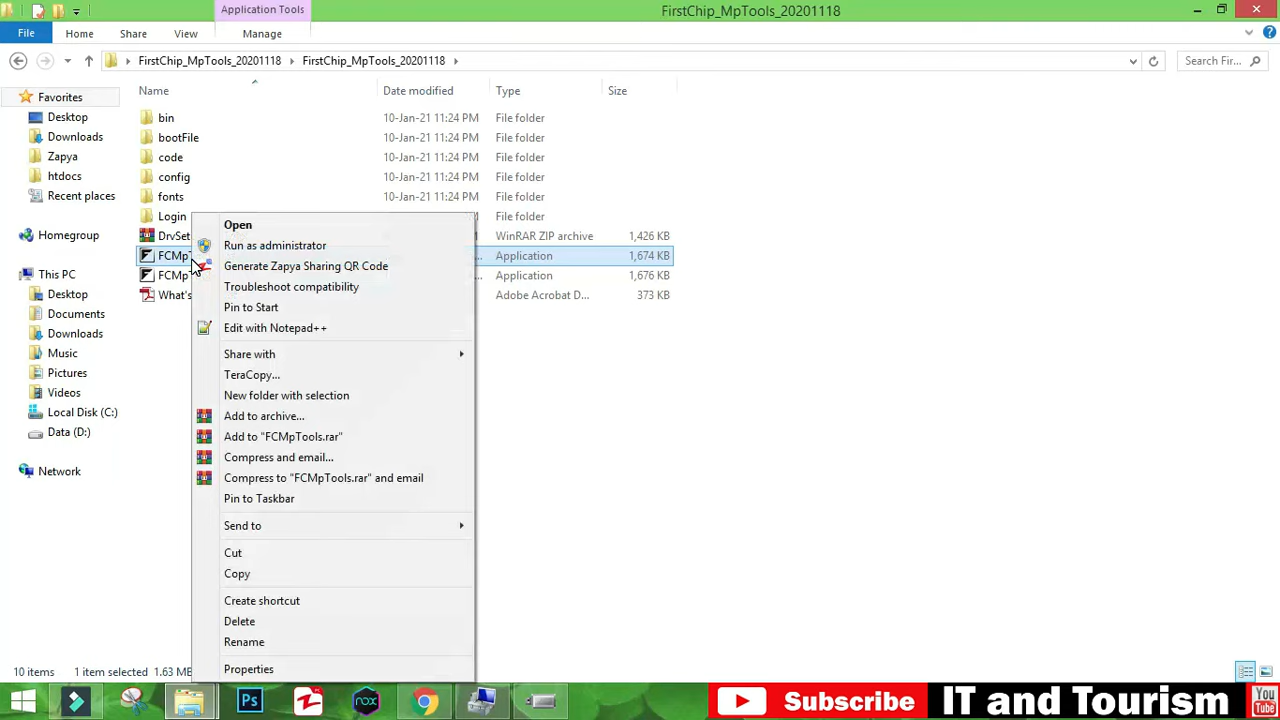 Application Tools
FirstChip_MpTools_20201118
File
Home
Share
View
Manage
FirstChip_MpTools_20201118
FirstChip_MpTools_20201118
Search Fir...
Favorites
Desktop
Downloads
Zapya
htdocs
Recent places
Homegroup
This PC
Desktop
Documents
Downloads
Music
Pictures
Videos
Local Disk (C:)
Data (D:)
Network
Name
Date modified
Type
Size
bin 10-Jan-21 11:24 PM File folder
bootFile 10-Jan-21 11:24 PM File folder
code 10-Jan-21 11:24 PM File folder
config 10-Jan-21 11:24 PM File folder
fonts 10-Jan-21 11:24 PM File folder
Login File folder
DrvSet WinRAR ZIP archive 1,426 KB
FCMpT ... Application 1,674 KB
FCMpT ... Application 1,676 KB
What's Adobe Acrobat D... 373 KB
Open
Run as administrator
Generate Zapya Sharing QR Code
Troubleshoot compatibility
Pin to Start
Edit with Notepad++
Share with
TeraCopy...
New folder with selection
Add to archive...
Add to "FCMpTools.rar"
Compress and email...
Compress to "FCMpTools.rar" and email
Pin to Taskbar
Send to
Cut
Copy
Create shortcut
Delete
Rename
Properties
10 items 1 item selected 1.63 MB
Ps
nox
Subscribe
IT and Tourism
You
Tube